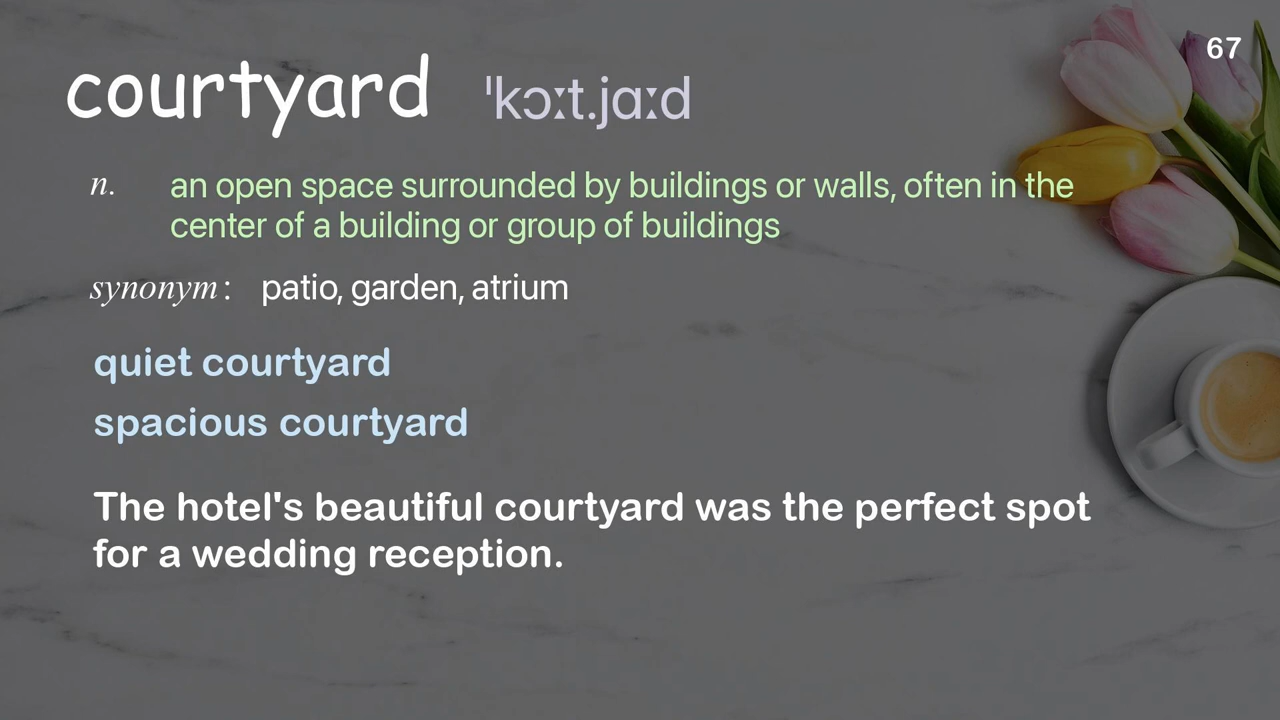 67
courtyard ˈkɔːt.jɑːd
n. an open space surrounded by buildings or walls, often in the
center of a building or group of buildings
synonym: patio, garden, atrium
quiet courtyard
spacious courtyard
The hotel's beautiful courtyard was the perfect spot
for a wedding reception.